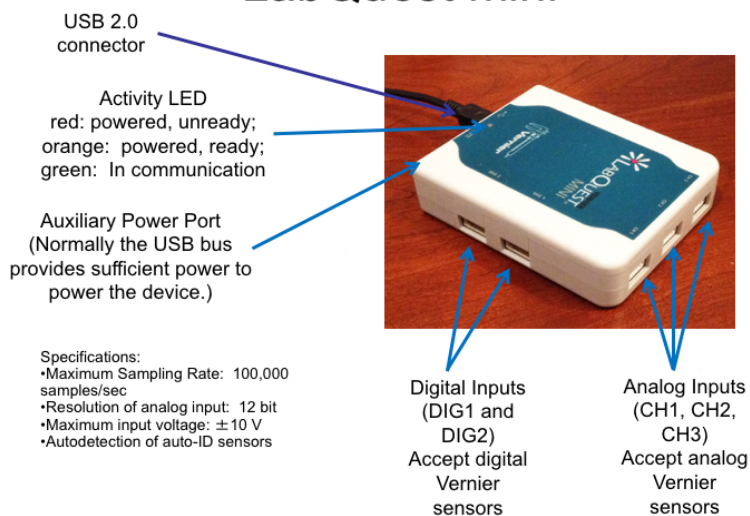 USB 2.0
connector
Activity LED
red: powered, unready;
orange: powered, ready;
green: In communication
Auxiliary Power Port
(Normally the USB bus
provides sufficient power to
power the device.)
Vernier
LABQUEST
MINI
Specifications:
•Maximum Sampling Rate: 100,000
samples/sec
•Resolution of analog input: 12 bit
•Maximum input voltage: ±10 V
•Autodetection of auto-ID sensors
Digital Inputs
(DIG1 and
DIG2)
Accept digital
Vernier
sensors
Analog Inputs
(CH1, CH2,
CH3)
Accept analog
Vernier
sensors